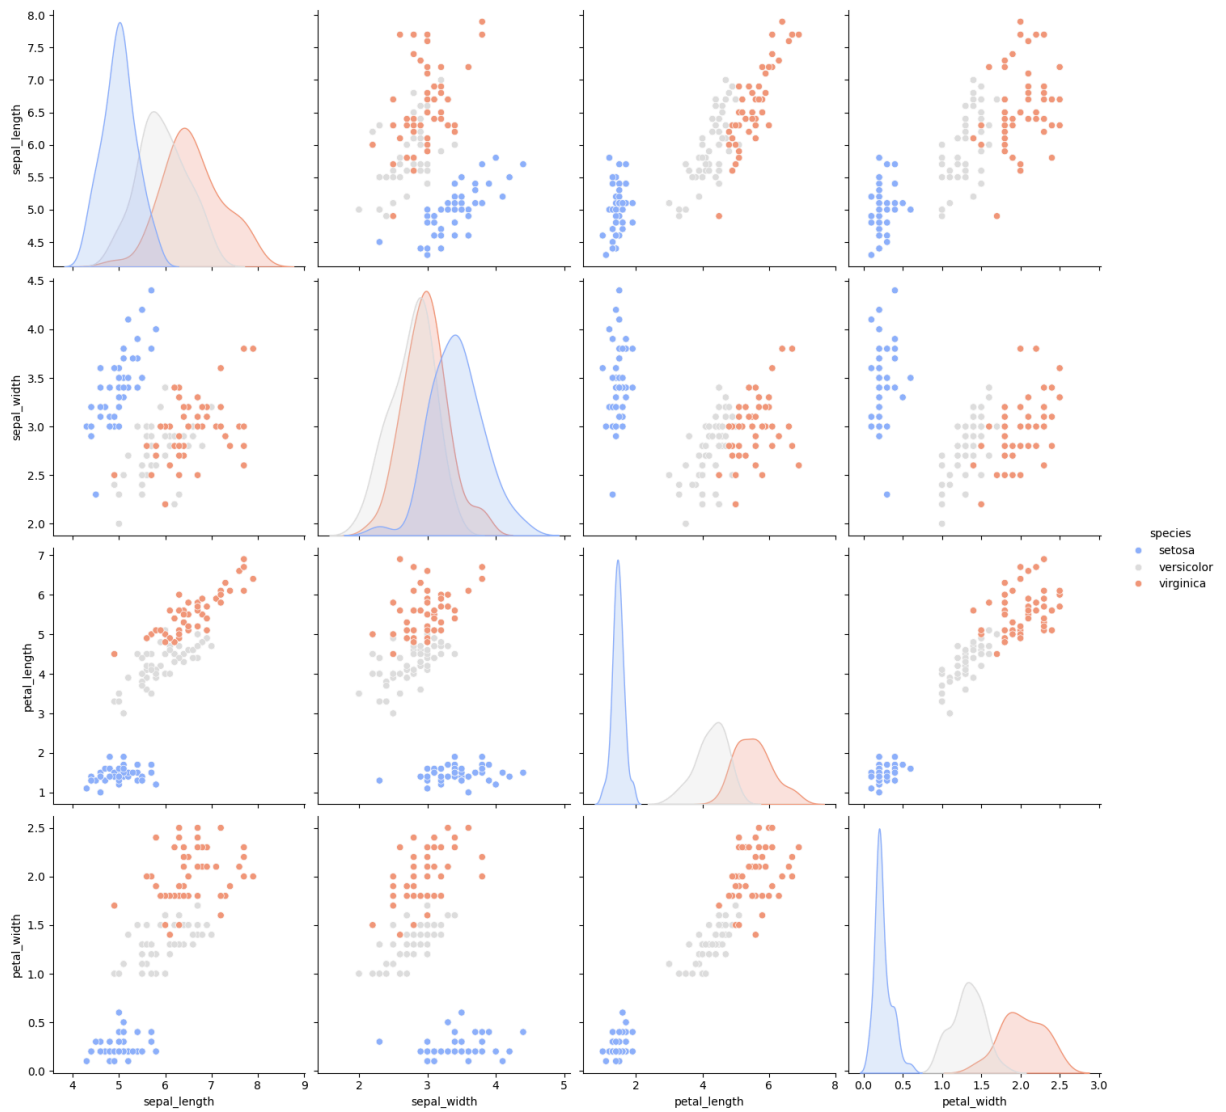 8.0
7.5
7.0
6.5
6.0
5.5
5.0
4.5
sepal_length
4.5
4.0
3.5
3.0
2.5
2.0
sepal_width
species
setosa
versicolor
virginica
7
6
5
4
3
2
1
petal_length
2.5
2.0
1.5
1.0
0.5
0.0
petal_width
4 5 6 7 8 9
2 3 4 5
2 4 6 8
0.0 0.5 1.0 1.5 2.0 2.5 3.0
sepal_length sepal_width petal_length petal_width